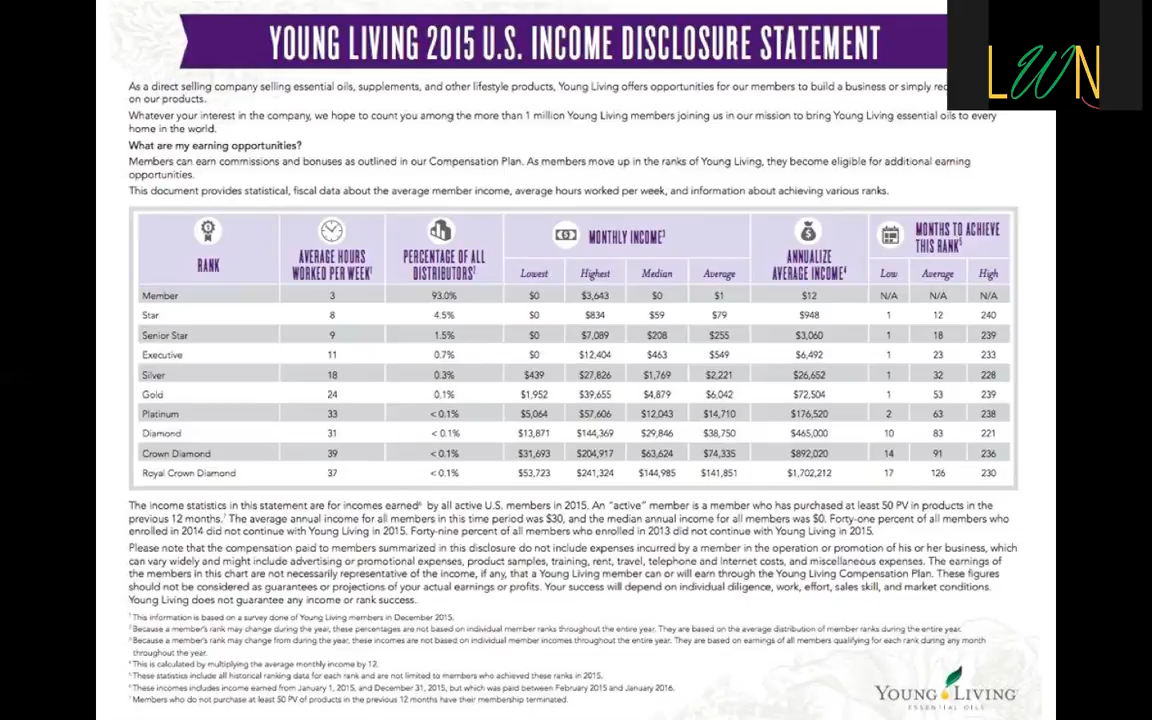 YOUNG LIVING 2015 U.S. INCOME DISCLOSURE STATEMENT
LWN
As a direct selling company selling essential oils, supplements, and other lifestyle products, Young Living offers opportunities for our members to build a business or simply
on our products.
Whatever your interest in the company, we hope to count you among the more than 1 million Young Living members joining us in our mission to bring Young Living essential oils to every
home in the world.
What are my earning opportunities?
Members can earn commissions and bonuses as outlined in our Compensation Plan. As members move up in the ranks of Young Living, they become eligible for additional earning
opportunities.
This document provides statistical, fiscal data about the average member income, average hours worked per week, and information about achieving various ranks.
RANK AVERAGE HOURS WORKED PER WEEK¹ PERCENTAGE OF ALL DISTRIBUTORS² MONTHLY INCOME³ ANNUALIZE AVERAGE INCOME⁴ MONTHS TO ACHIEVE THIS RANK⁵
Lowest Highest Median Average Low Average High
Member 3 93.0% $0 $3,643 $0 $1 $12 N/A N/A N/A
Star 8 4.5% $0 $834 $59 $79 $948 1 12 240
Senior Star 9 1.5% $0 $7,089 $208 $255 $3,060 1 18 239
Executive 11 0.7% $0 $12,404 $463 $549 $6,492 1 23 233
Silver 18 0.3% $439 $27,826 $1,769 $2,221 $26,652 1 32 228
Gold 24 0.1% $1,952 $39,655 $4,879 $6,042 $72,504 1 53 239
Platinum 33 < 0.1% $5,064 $57,606 $12,043 $14,710 $176,520 2 63 238
Diamond 31 < 0.1% $13,871 $144,369 $29,846 $38,750 $465,000 10 83 221
Crown Diamond 39 < 0.1% $31,693 $204,917 $63,624 $74,335 $892,020 14 91 236
Royal Crown Diamond 37 < 0.1% $53,723 $241,324 $144,985 $141,851 $1,702,212 17 126 230
The income statistics in this statement are for incomes earned⁶ by all active U.S. members in 2015. An "active" member is a member who has purchased at least 50 PV in products in the
previous 12 months.⁷ The average annual income for all members in this time period was $30, and the median annual income for all members was $0. Forty-one percent of all members who
enrolled in 2014 did not continue with Young Living in 2015. Forty-nine percent of all members who enrolled in 2013 did not continue with Young Living in 2015.
Please note that the compensation paid to members summarized in this disclosure do not include expenses incurred by a member in the operation or promotion of his or her business, which
can vary widely and might include advertising or promotional expenses, product samples, training, rent, travel, telephone and Internet costs, and miscellaneous expenses. The earnings of
the members in this chart are not necessarily representative of the income, if any, that a Young Living member can or will earn through the Young Living Compensation Plan. These figures
should not be considered as guarantees or projections of your actual earnings or profits. Your success will depend on individual diligence, work, effort, sales skill, and market conditions.
Young Living does not guarantee any income or rank success.
¹ This information is based on a survey done of Young Living members in December 2015.
² Because a member's rank may change during the year, these percentages are not based on individual member ranks throughout the entire year. They are based on the average distribution of member ranks during the entire year.
³ Because a member's rank may change from during the year, these incomes are not based on individual member incomes throughout the entire year. They are based on earnings of all members qualifying for each rank during any month
throughout the year.
⁴ This is calculated by multiplying the average monthly income by 12.
⁵ These statistics include all historical ranking data for each rank and are not limited to members who achieved these ranks in 2015.
⁶ These incomes includes income earned from January 1, 2015, and December 31, 2015, but which was paid between February 2015 and January 2016.
⁷ Members who do not purchase at least 50 PV of products in the previous 12 months have their membership terminated.
YOUNG LIVING
ESSENTIAL OILS